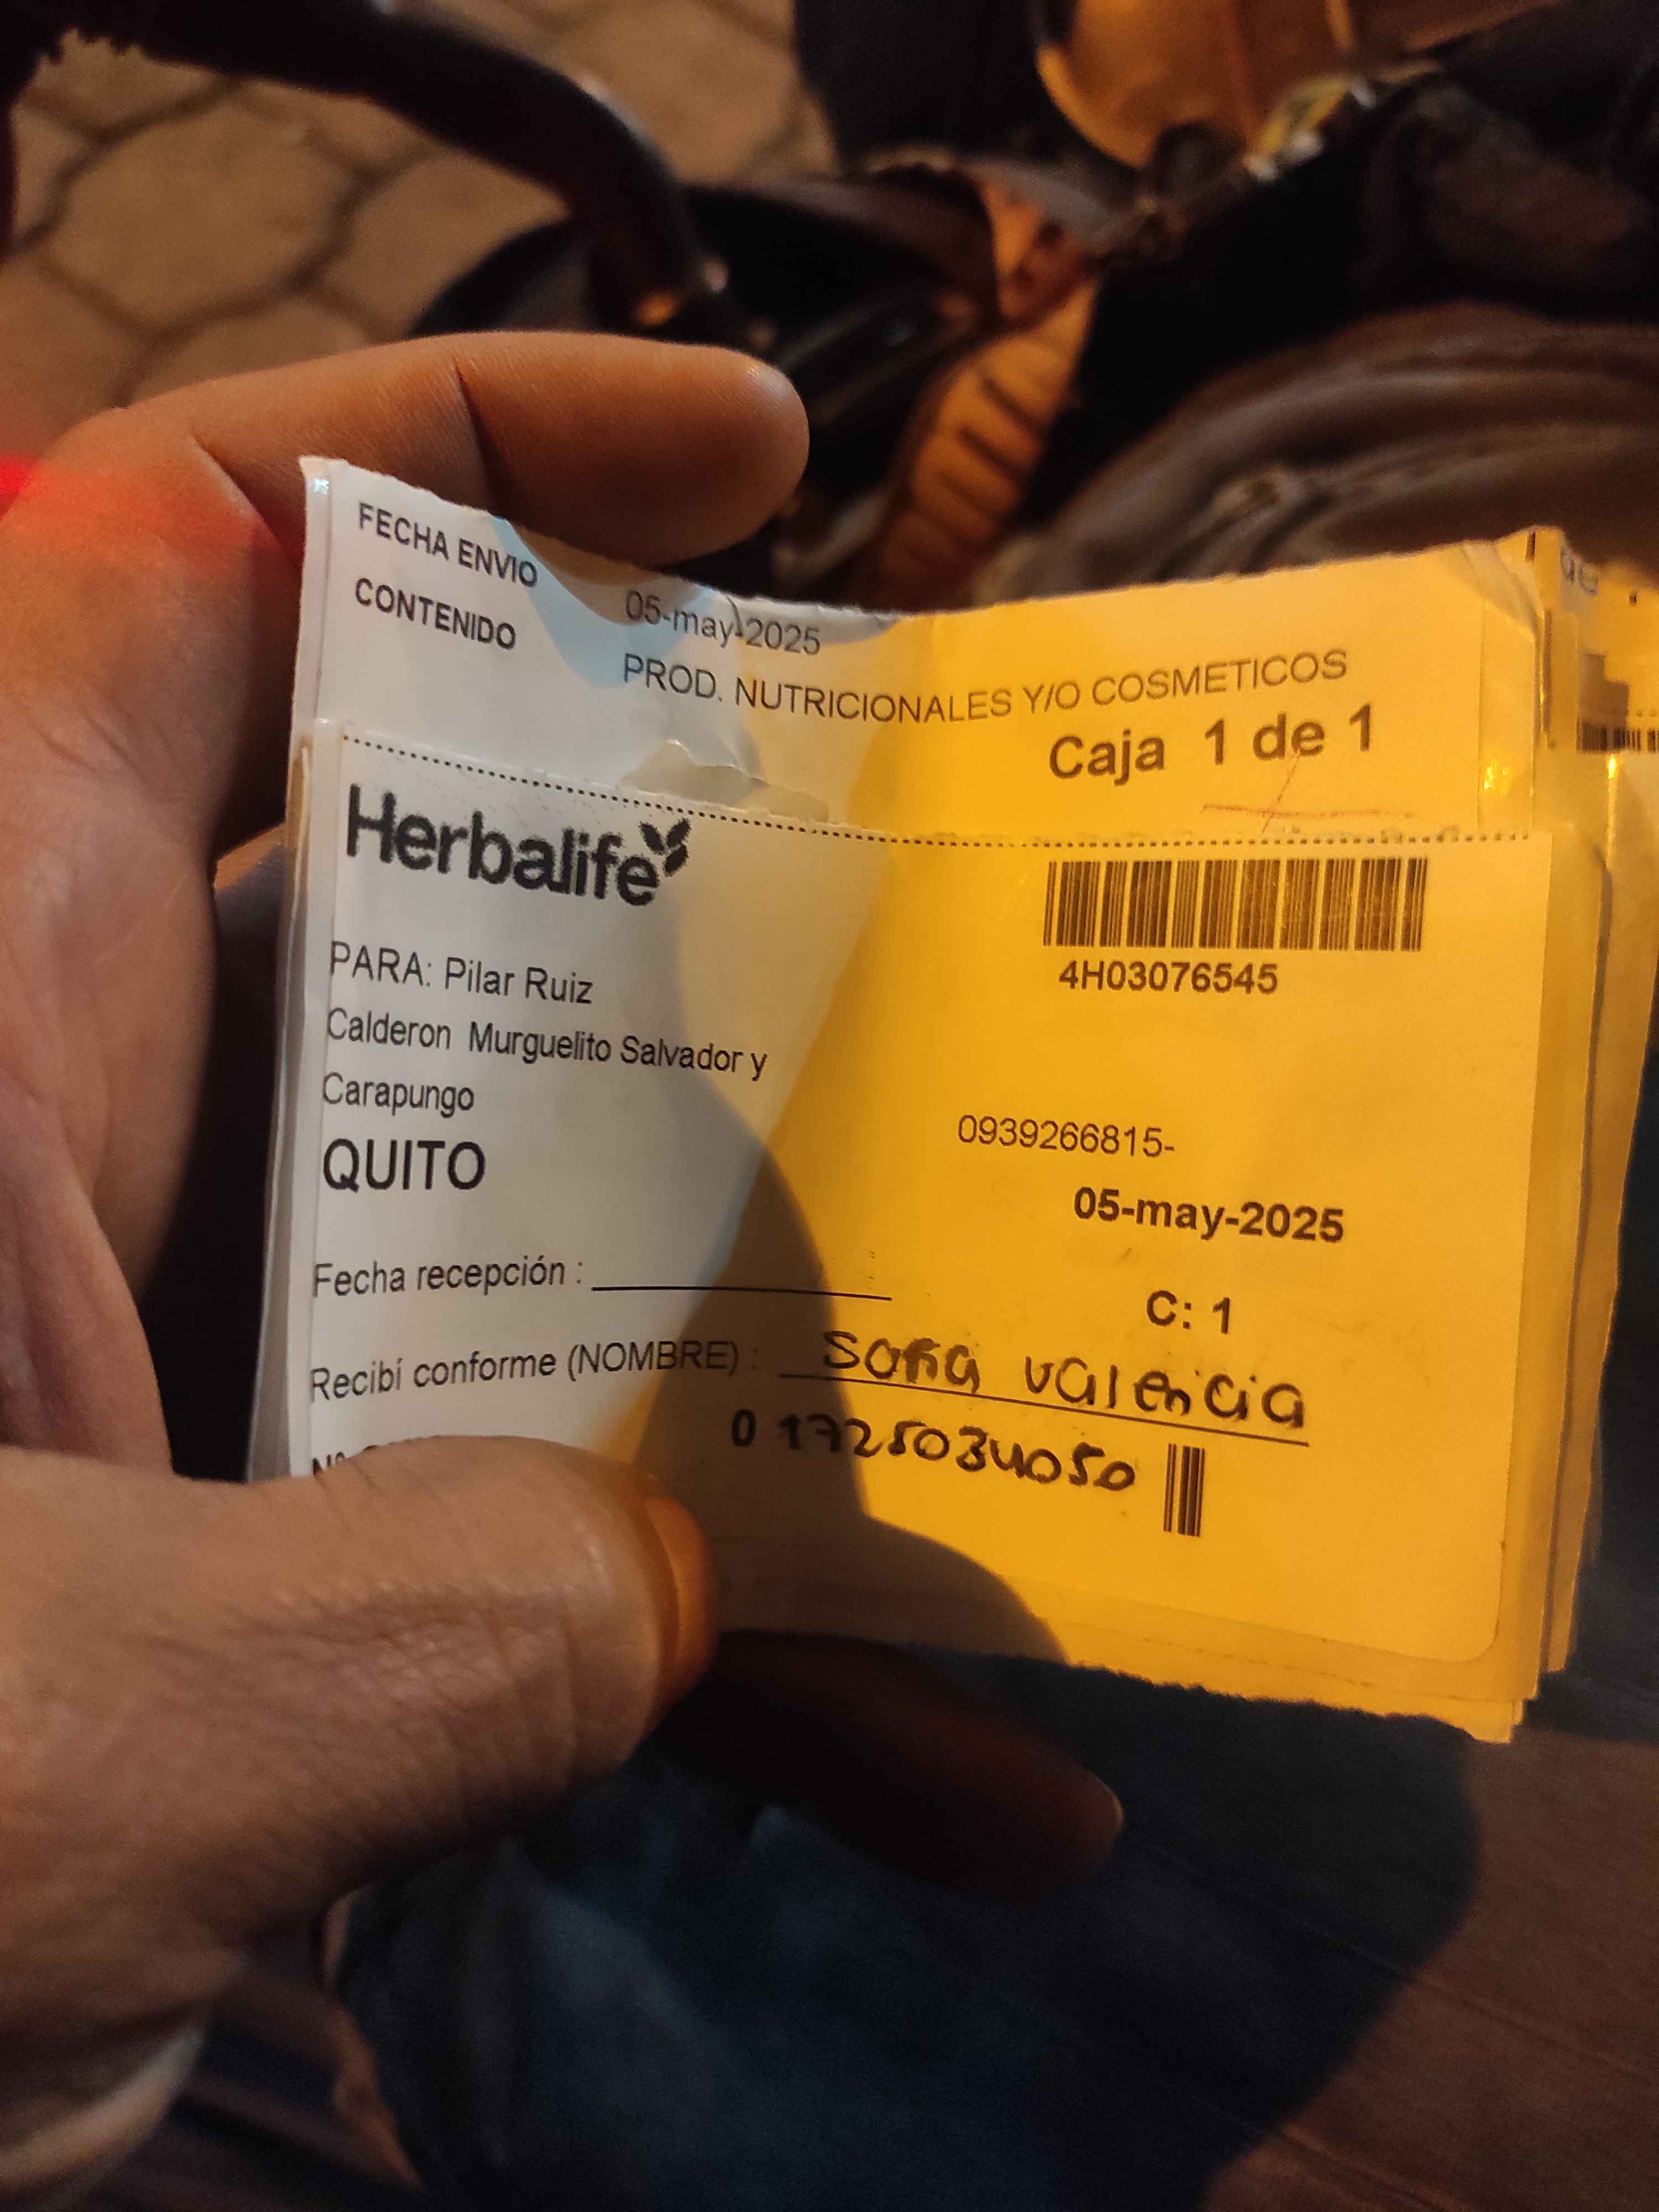 FECHA ENVIO 05-may-2025
CONTENIDO PROD. NUTRICIONALES Y/O COSMETICOS
Caja 1 de 1
Herbalife
4H03076545
PARA: Pilar Ruiz
Calderon Murguelito Salvador y
Carapungo
0939266815-
QUITO
05-may-2025
Fecha recepción :
C: 1
Recibí conforme (NOMBRE) : Sofia Valencia
0 1725034050